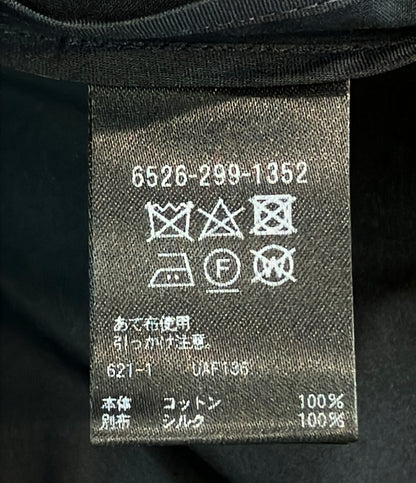 6526-299-1352
F W
あて布使用
引っかけ注意.
621-1 UAF136
本体 コットン 100%
別布 シルク 100%